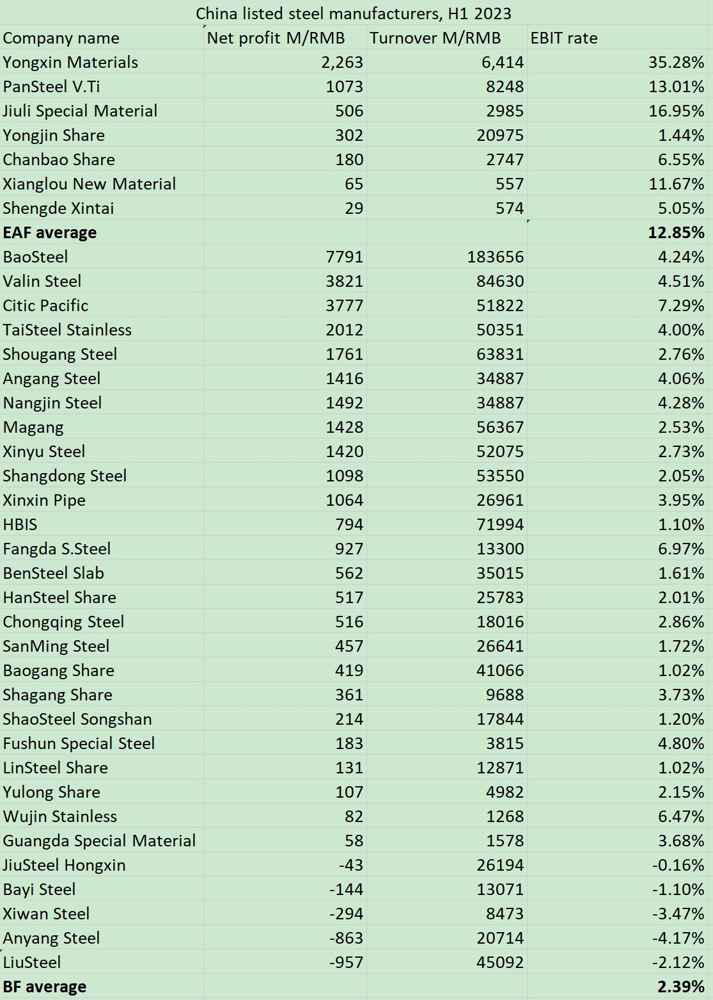 China listed steel manufacturers, H1 2023
Company name Net profit M/RMB Turnover M/RMB EBIT rate
Yongxin Materials 2,263 6,414 35.28%
PanSteel V.Ti 1073 8248 13.01%
Jiuli Special Material 506 2985 16.95%
Yongjin Share 302 20975 1.44%
Chanbao Share 180 2747 6.55%
Xianglou New Material 65 557 11.67%
Shengde Xintai 29 574 5.05%
EAF average 12.85%
BaoSteel 7791 183656 4.24%
Valin Steel 3821 84630 4.51%
Citic Pacific 3777 51822 7.29%
TaiSteel Stainless 2012 50351 4.00%
Shougang Steel 1761 63831 2.76%
Angang Steel 1416 34887 4.06%
Nangjin Steel 1492 34887 4.28%
Magang 1428 56367 2.53%
Xinyu Steel 1420 52075 2.73%
Shangdong Steel 1098 53550 2.05%
Xinxin Pipe 1064 26961 3.95%
HBIS 794 71994 1.10%
Fangda S.Steel 927 13300 6.97%
BenSteel Slab 562 35015 1.61%
HanSteel Share 517 25783 2.01%
Chongqing Steel 516 18016 2.86%
SanMing Steel 457 26641 1.72%
Baogang Share 419 41066 1.02%
Shagang Share 361 9688 3.73%
ShaoSteel Songshan 214 17844 1.20%
Fushun Special Steel 183 3815 4.80%
LinSteel Share 131 12871 1.02%
Yulong Share 107 4982 2.15%
Wujin Stainless 82 1268 6.47%
Guangda Special Material 58 1578 3.68%
JiuSteel Hongxin -43 26194 -0.16%
Bayi Steel -144 13071 -1.10%
Xiwan Steel -294 8473 -3.47%
Anyang Steel -863 20714 -4.17%
LiuSteel -957 45092 -2.12%
BF average 2.39%